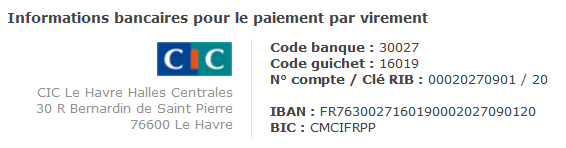 Informations bancaires pour le paiement par virement
CIC
CIC Le Havre Halles Centrales
30 R Bernardin de Saint Pierre
76600 Le Havre
Code banque : 30027
Code guichet : 16019
N° compte / Clé RIB : 00020270901 / 20
IBAN : FR7630027160190002027090120
BIC : CMCIFRPP